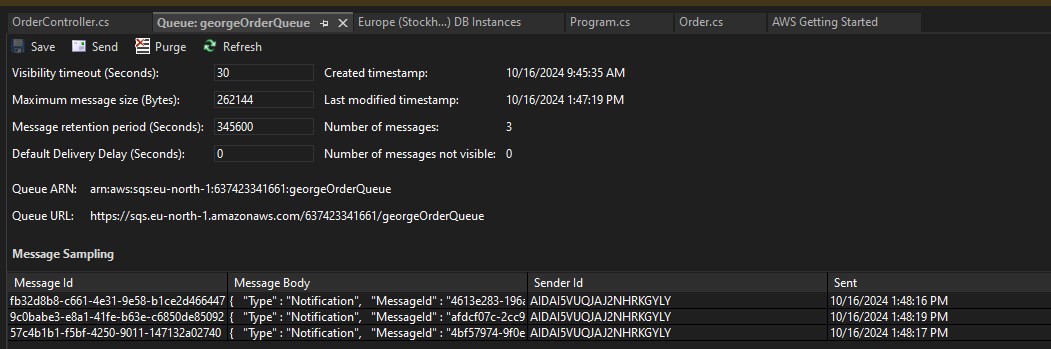 OrderController.cs Queue: georgeOrderQueue Europe (Stockh...) DB Instances Program.cs Order.cs AWS Getting Started
Save Send Purge Refresh
Visibility timeout (Seconds): 30 Created timestamp: 10/16/2024 9:45:35 AM
Maximum message size (Bytes): 262144 Last modified timestamp: 10/16/2024 1:47:19 PM
Message retention period (Seconds): 345600 Number of messages: 3
Default Delivery Delay (Seconds): 0 Number of messages not visible: 0
Queue ARN: arn:aws:sqs:eu-north-1:637423341661:georgeOrderQueue
Queue URL: https://sqs.eu-north-1.amazonaws.com/637423341661/georgeOrderQueue
Message Sampling
Message Id Message Body Sender Id Sent
fb32d8b8-c661-4e31-9e58-b1ce2d466447 { "Type" : "Notification", "MessageId" : "4613e283-196a AIDAI5VUQJAJ2NHRKGYLY 10/16/2024 1:48:16 PM
9c0babe3-e8a1-41fe-b63e-c6850de85092 { "Type" : "Notification", "MessageId" : "afdcf07c-2cc9 AIDAI5VUQJAJ2NHRKGYLY 10/16/2024 1:48:19 PM
57c4b1b1-f5bf-4250-9011-147132a02740 { "Type" : "Notification", "MessageId" : "4bf57974-9f0e AIDAI5VUQJAJ2NHRKGYLY 10/16/2024 1:48:17 PM